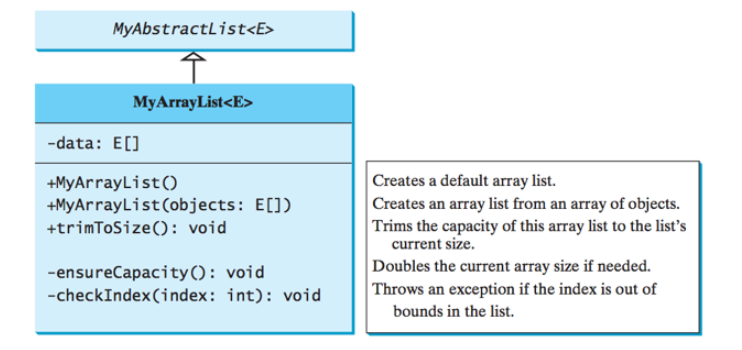 MyAbstractList<E>
MyArrayList<E>
-data: E[]
+MyArrayList()
+MyArrayList(objects: E[])
+trimToSize(): void
-ensureCapacity(): void
-checkIndex(index: int): void
Creates a default array list.
Creates an array list from an array of objects.
Trims the capacity of this array list to the list's
current size.
Doubles the current array size if needed.
Throws an exception if the index is out of
bounds in the list.